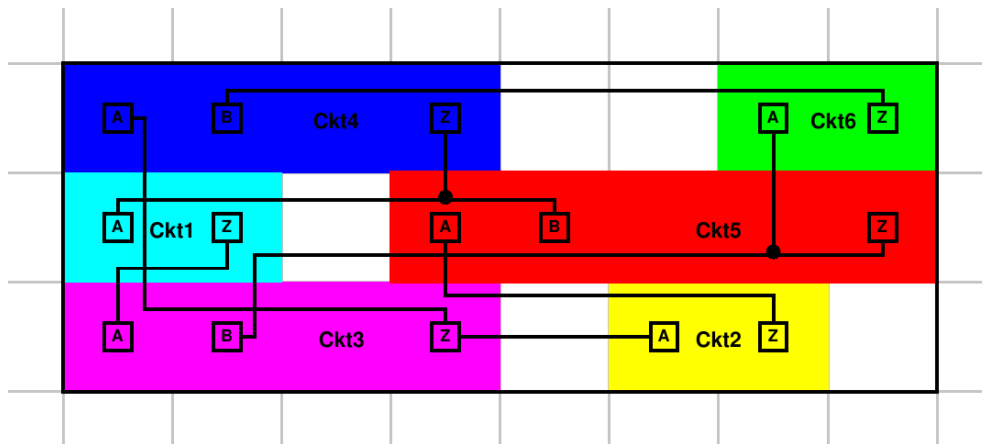 A B Ckt4 Z A Ckt6 Z
A Ckt1 Z A B Ckt5 Z
A B Ckt3 Z A Ckt2 Z